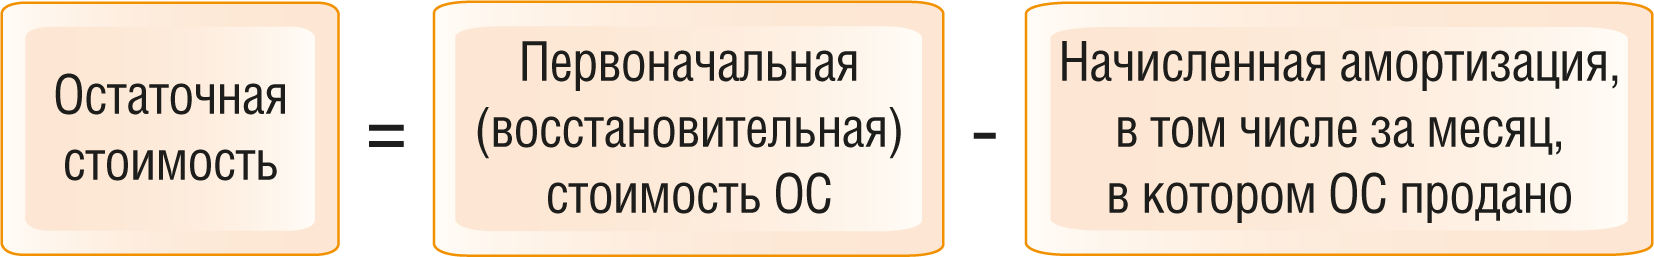 Остаточная
стоимость
=
Первоначальная
(восстановительная)
стоимость ОС
-
Начисленная амортизация,
в том числе за месяц,
в котором ОС продано